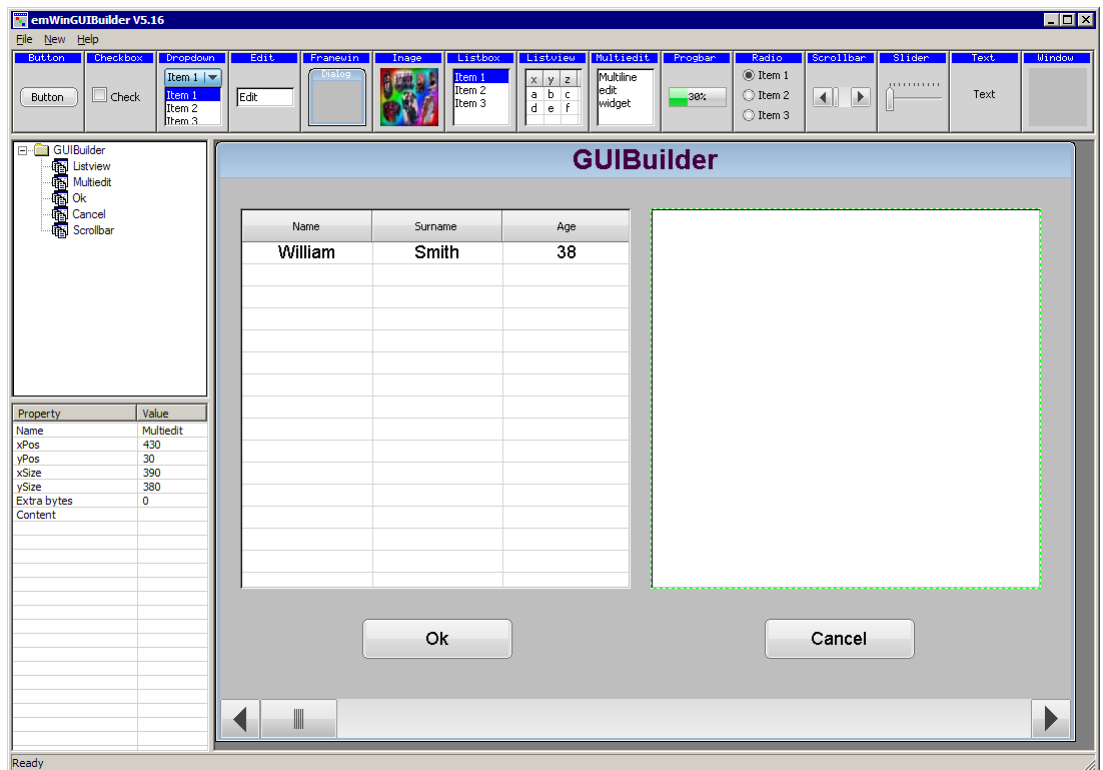 emWinGUIBuilder V5.16
File New Help
Button Checkbox Dropdown Edit Framewin Image Listbox Listview Multiedit Progbar Radio Scrollbar Slider Text Window
Button
Check
Item 1
Item 1
Item 2
Item 3
Edit
Dialog
Item 1
Item 2
Item 3
x y z
a b c
d e f
Multiline
edit
widget
30%
Item 1
Item 2
Item 3
Text
GUIBuilder
Listview
Multiedit
Ok
Cancel
Scrollbar
Property Value
Name Multiedit
xPos 430
yPos 30
xSize 390
ySize 380
Extra bytes 0
Content
GUIBuilder
Name Surname Age
William Smith 38
Ok
Cancel
Ready